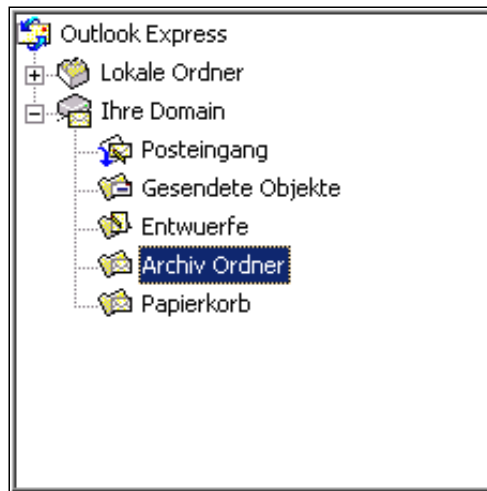 Outlook Express
Lokale Ordner
Ihre Domain
Posteingang
Gesendete Objekte
Entwuerfe
Archiv Ordner
Papierkorb